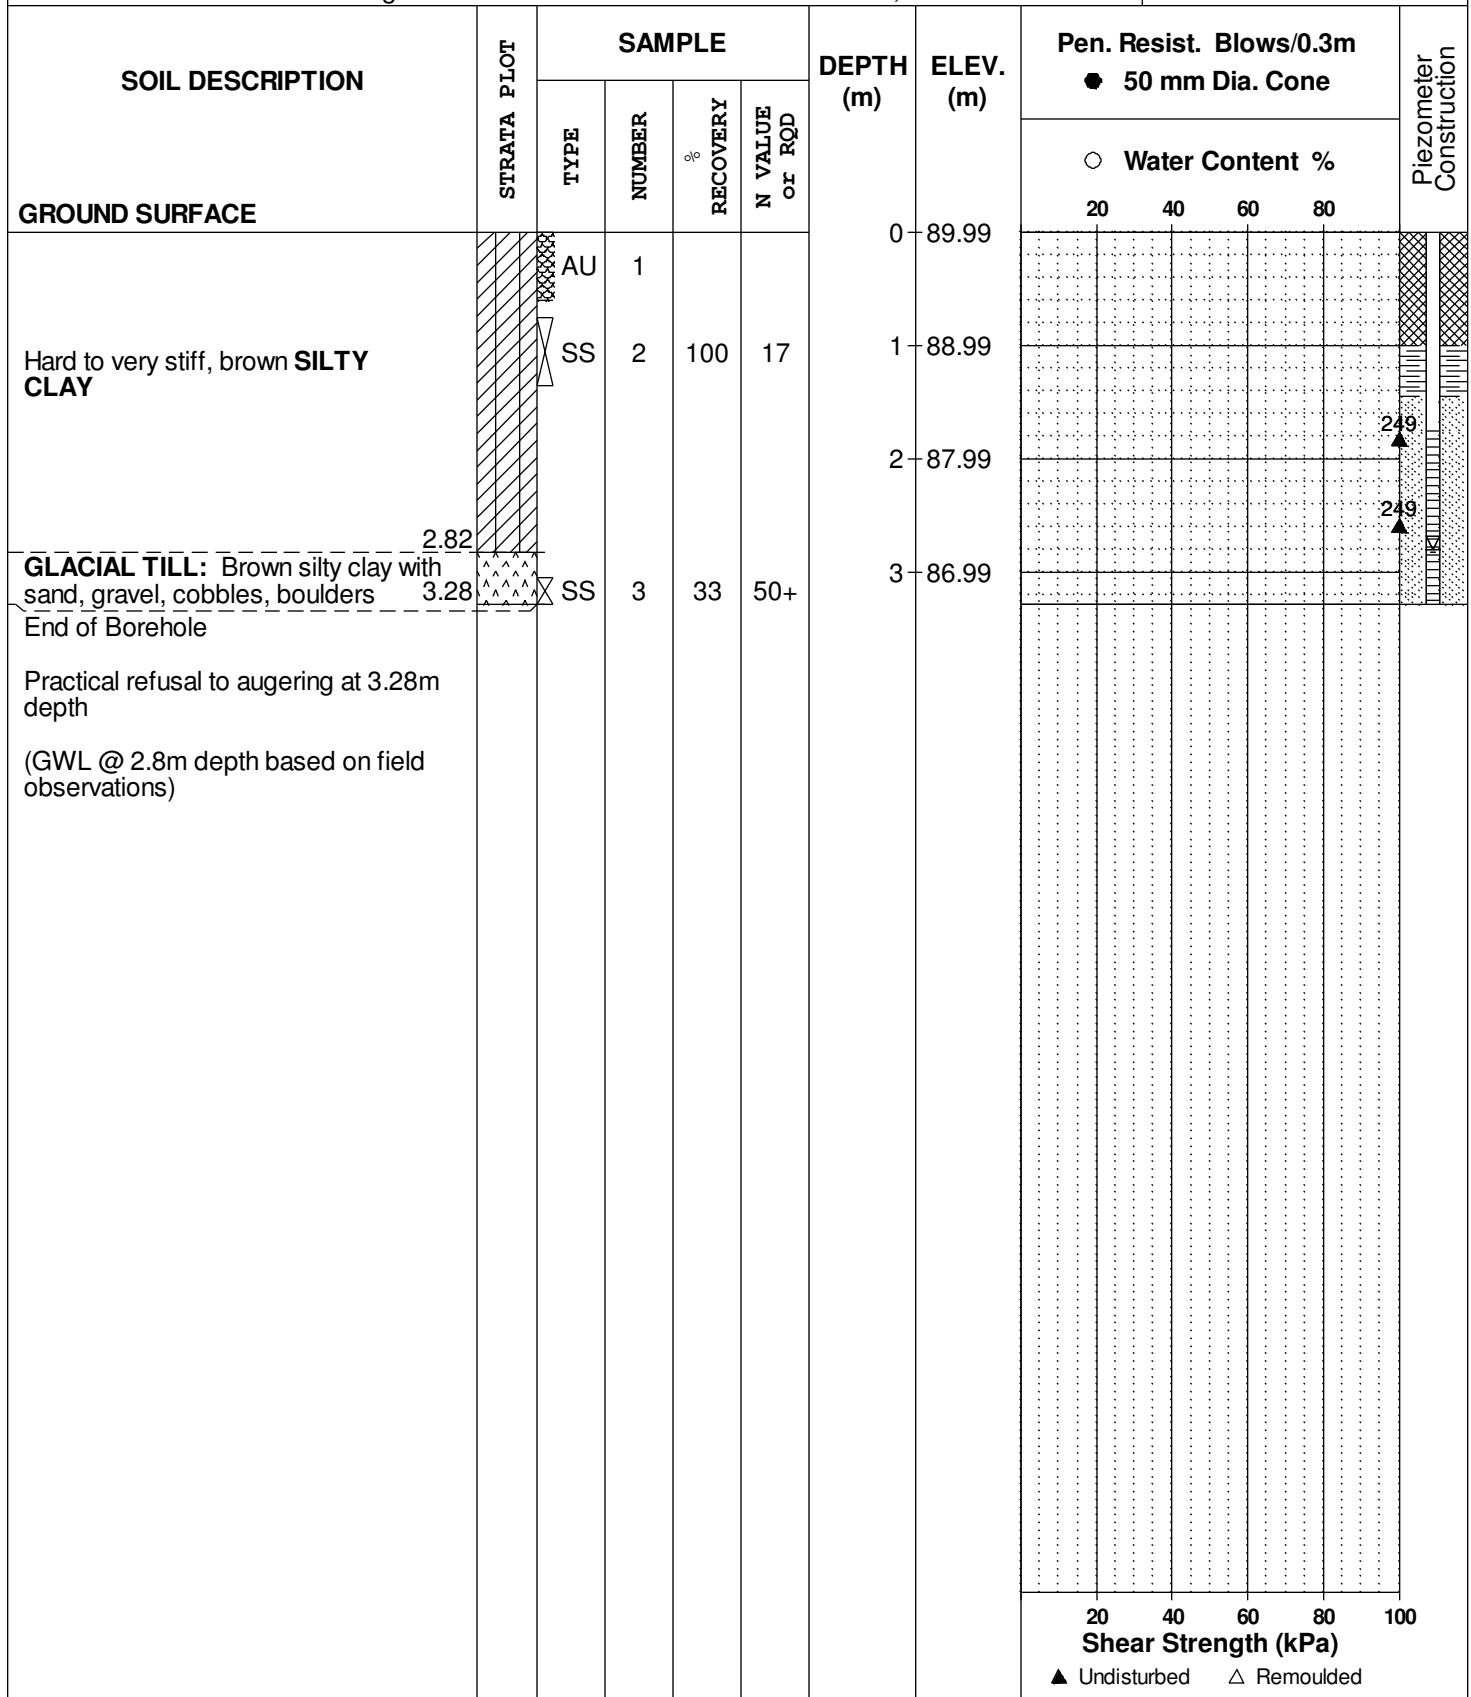 SOIL DESCRIPTION
GROUND SURFACE
STRATA PLOT
SAMPLE
TYPE
NUMBER
% RECOVERY
N VALUE or RQD
DEPTH (m)
ELEV. (m)
Pen. Resist. Blows/0.3m
● 50 mm Dia. Cone
○ Water Content %
20 40 60 80
Piezometer Construction
0 89.99
AU 1
Hard to very stiff, brown SILTY
CLAY
SS 2 100 17
1 88.99
249
2 87.99
249
2.82
GLACIAL TILL: Brown silty clay with
sand, gravel, cobbles, boulders 3.28
SS 3 33 50+
3 86.99
End of Borehole
Practical refusal to augering at 3.28m
depth
(GWL @ 2.8m depth based on field
observations)
20 40 60 80 100
Shear Strength (kPa)
▲ Undisturbed △ Remoulded